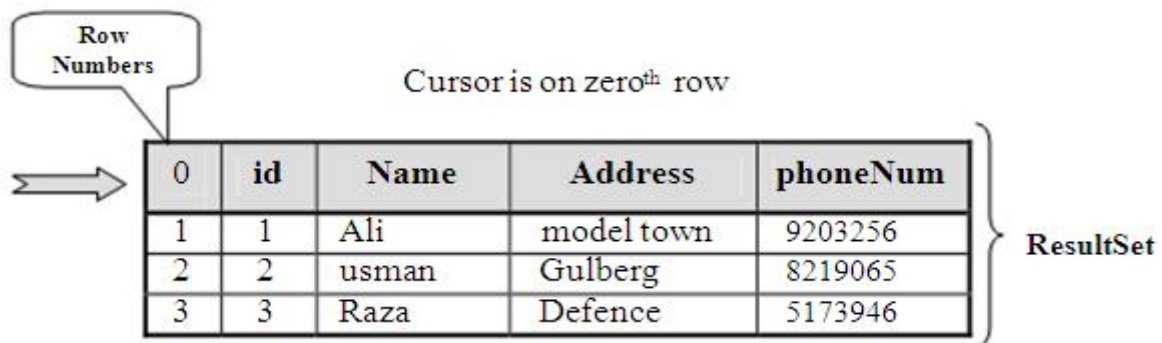 Row
Numbers
Cursor is on zeroth row
0 id Name Address phoneNum
1 1 Ali model town 9203256
2 2 usman Gulberg 8219065
3 3 Raza Defence 5173946
ResultSet